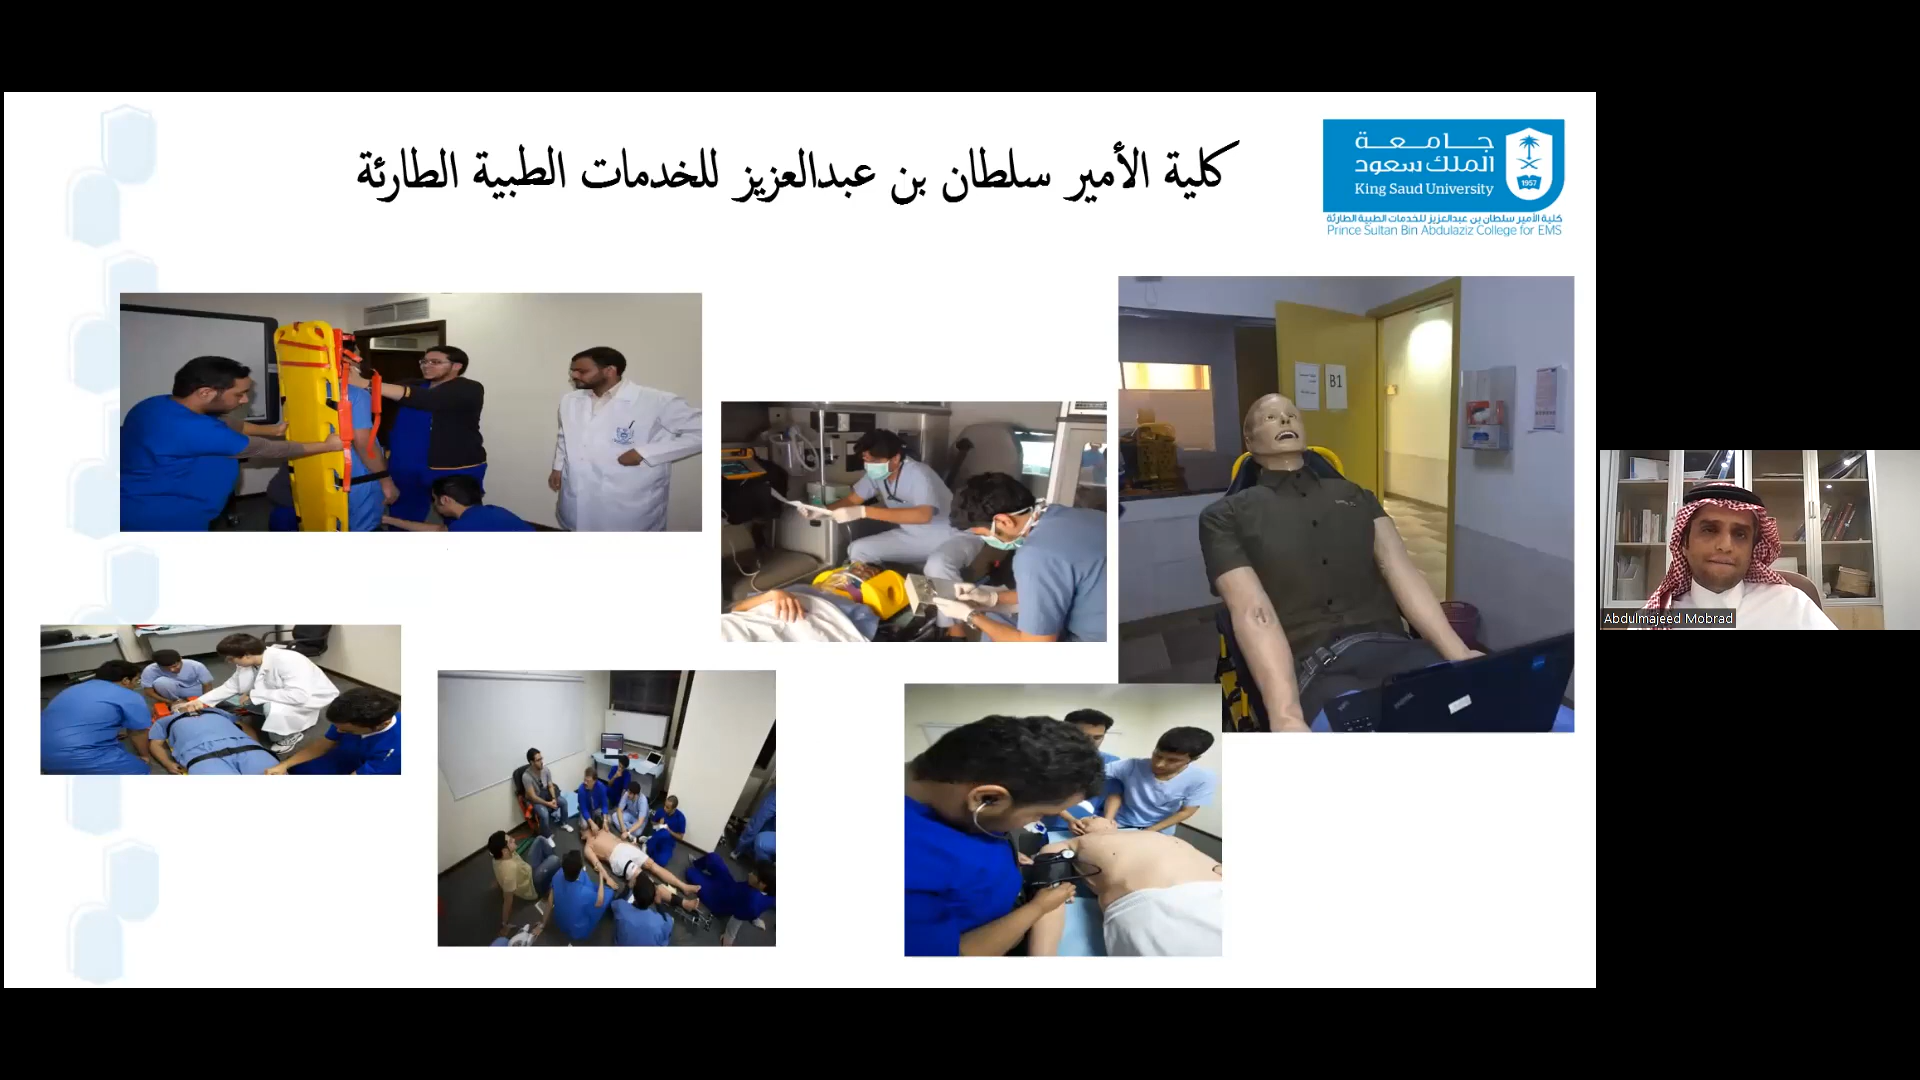 كلية الأمير سلطان بن عبدالعزيز للخدمات الطبية الطارئة
جامعة
الملك سعود
King Saud University
1957
كلية الأمير سلطان بن عبدالعزيز للخدمات الطبية الطارئة
Prince Sultan Bin Abdulaziz College for EMS
B1
Abdulmajeed Mobrad